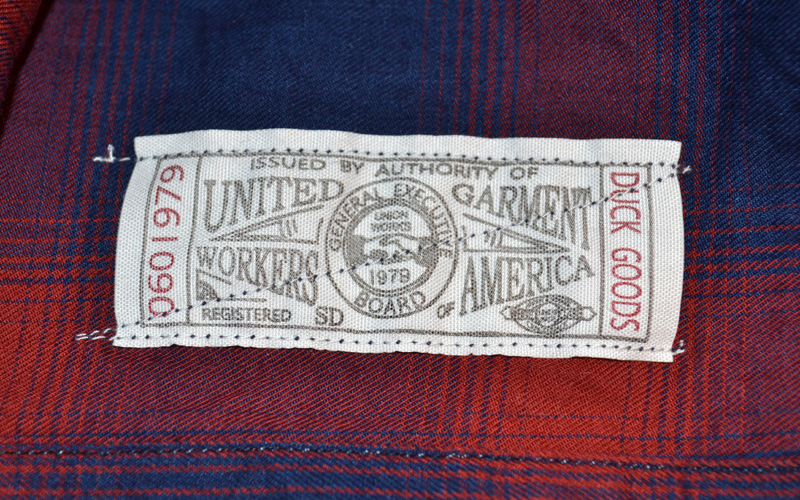 0601979
ISSUED BY AUTHORITY OF
UNITED GARMENT
WORKERS OF AMERICA
GENERAL EXECUTIVE
BOARD
UNION
WORKS
1979
REGISTERED SD
DUCK GOODS